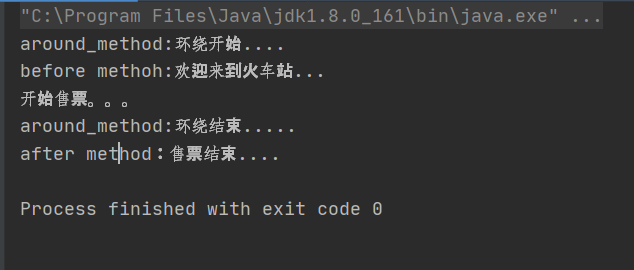 "C:\Program Files\Java\jdk1.8.0_161\bin\java.exe" ...
around_method:环绕开始....
before methoh:欢迎来到火车站...
开始售票。。。
around_method:环绕结束.....
after method：售票结束....
Process finished with exit code 0